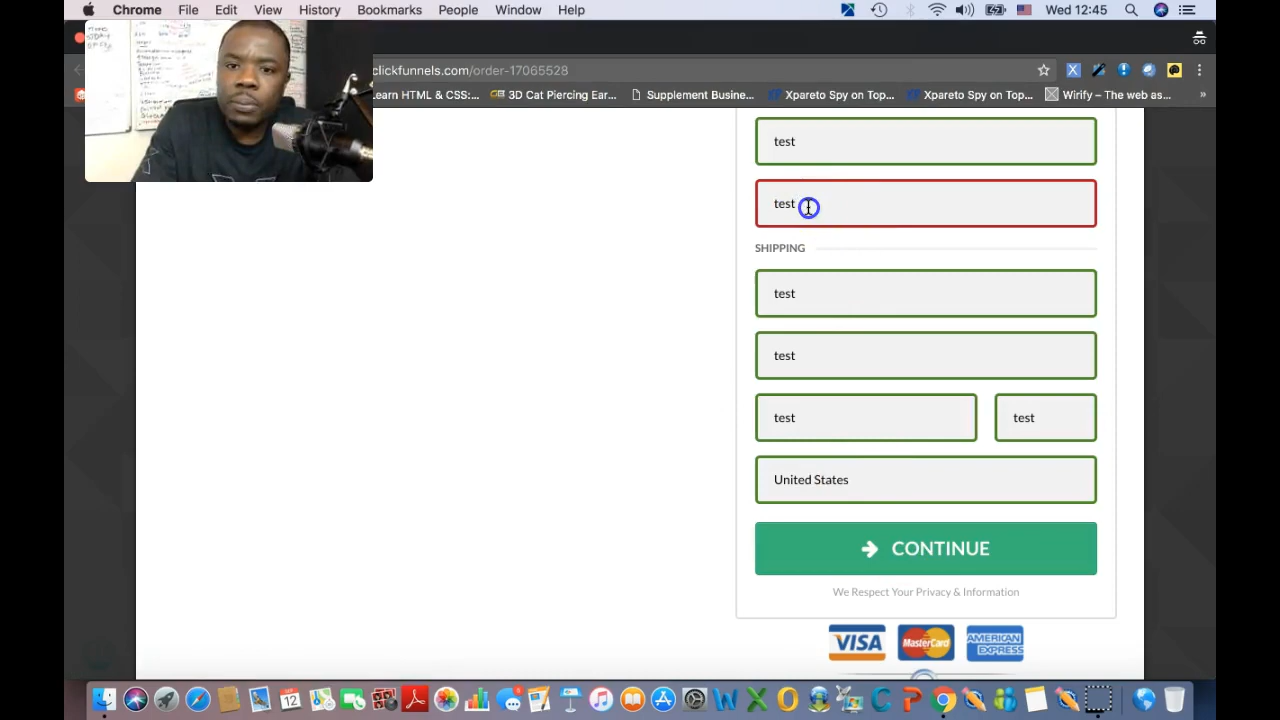 Chrome File Edit View History Bookmarks People Window Help Wed 12:45
clickfunnels.com/order-17065528
earn HTML & CSS:... 3D Cat Piercing Ear... Supplement Busine... Xpareto Spy on Top... Xpareto Spy on Top... Wirify – The web as... »
test
test
SHIPPING
test
test
test test
United States
CONTINUE
We Respect Your Privacy & Information
VISA MasterCard AMERICAN EXPRESS